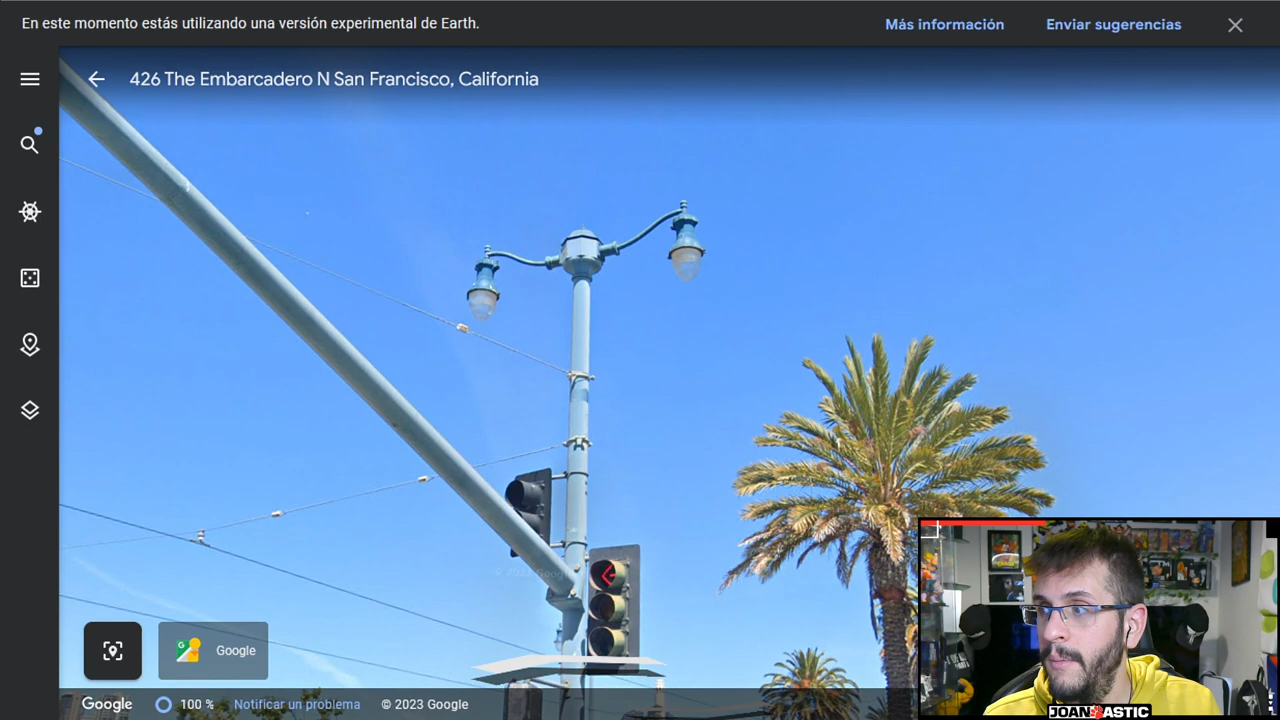 En este momento estás utilizando una versión experimental de Earth.
Más información
Enviar sugerencias
426 The Embarcadero N San Francisco, California
Google
Google
100 %
Notificar un problema
© 2023 Google
JOANTASTIC